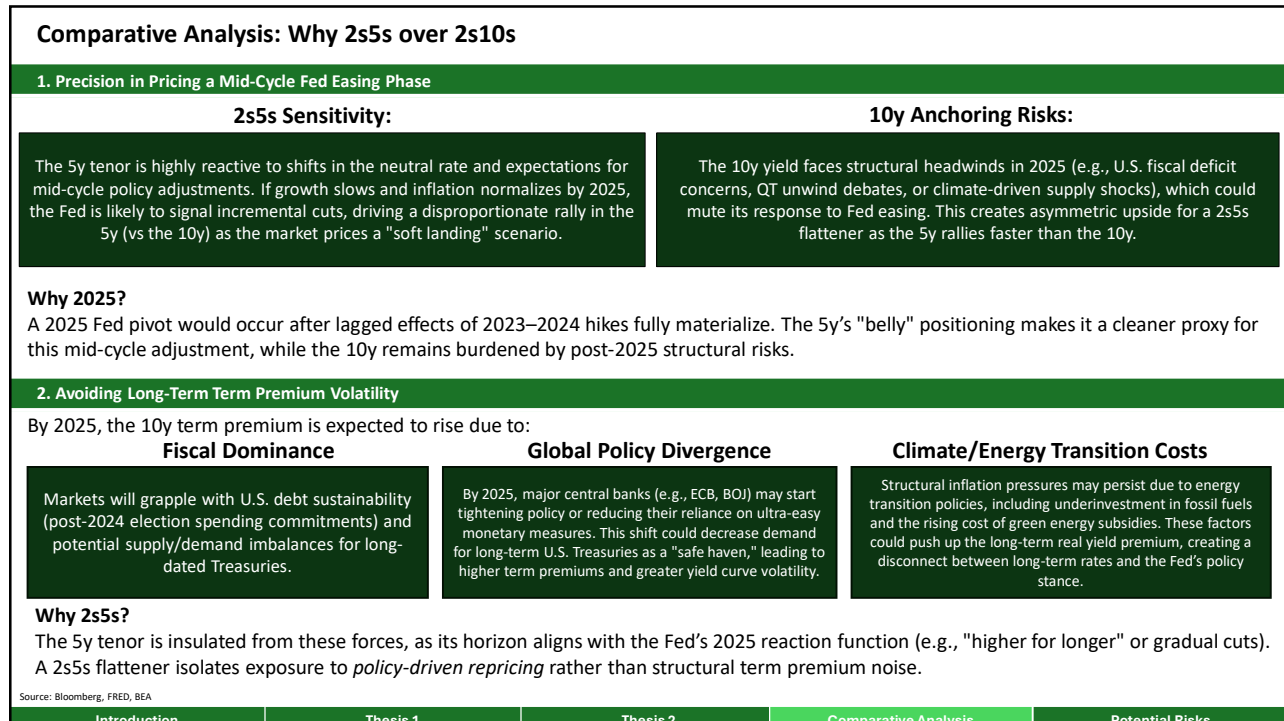 Comparative Analysis: Why 2s5s over 2s10s
1. Precision in Pricing a Mid-Cycle Fed Easing Phase
2s5s Sensitivity:
The 5y tenor is highly reactive to shifts in the neutral rate and expectations for
mid-cycle policy adjustments. If growth slows and inflation normalizes by 2025,
the Fed is likely to signal incremental cuts, driving a disproportionate rally in the
5y (vs the 10y) as the market prices a "soft landing" scenario.
10y Anchoring Risks:
The 10y yield faces structural headwinds in 2025 (e.g., U.S. fiscal deficit
concerns, QT unwind debates, or climate-driven supply shocks), which could
mute its response to Fed easing. This creates asymmetric upside for a 2s5s
flattener as the 5y rallies faster than the 10y.
Why 2025?
A 2025 Fed pivot would occur after lagged effects of 2023–2024 hikes fully materialize. The 5y’s "belly" positioning makes it a cleaner proxy for
this mid-cycle adjustment, while the 10y remains burdened by post-2025 structural risks.
2. Avoiding Long-Term Term Premium Volatility
By 2025, the 10y term premium is expected to rise due to:
Fiscal Dominance
Markets will grapple with U.S. debt sustainability
(post-2024 election spending commitments) and
potential supply/demand imbalances for long-
dated Treasuries.
Global Policy Divergence
By 2025, major central banks (e.g., ECB, BOJ) may start
tightening policy or reducing their reliance on ultra-easy
monetary measures. This shift could decrease demand
for long-term U.S. Treasuries as a "safe haven," leading to
higher term premiums and greater yield curve volatility.
Climate/Energy Transition Costs
Structural inflation pressures may persist due to energy
transition policies, including underinvestment in fossil fuels
and the rising cost of green energy subsidies. These factors
could push up the long-term real yield premium, creating a
disconnect between long-term rates and the Fed’s policy
stance.
Why 2s5s?
The 5y tenor is insulated from these forces, as its horizon aligns with the Fed’s 2025 reaction function (e.g., "higher for longer" or gradual cuts).
A 2s5s flattener isolates exposure to policy-driven repricing rather than structural term premium noise.
Source: Bloomberg, FRED, BEA
Introduction
Thesis 1
Thesis 2
Comparative Analysis
Potential Risks